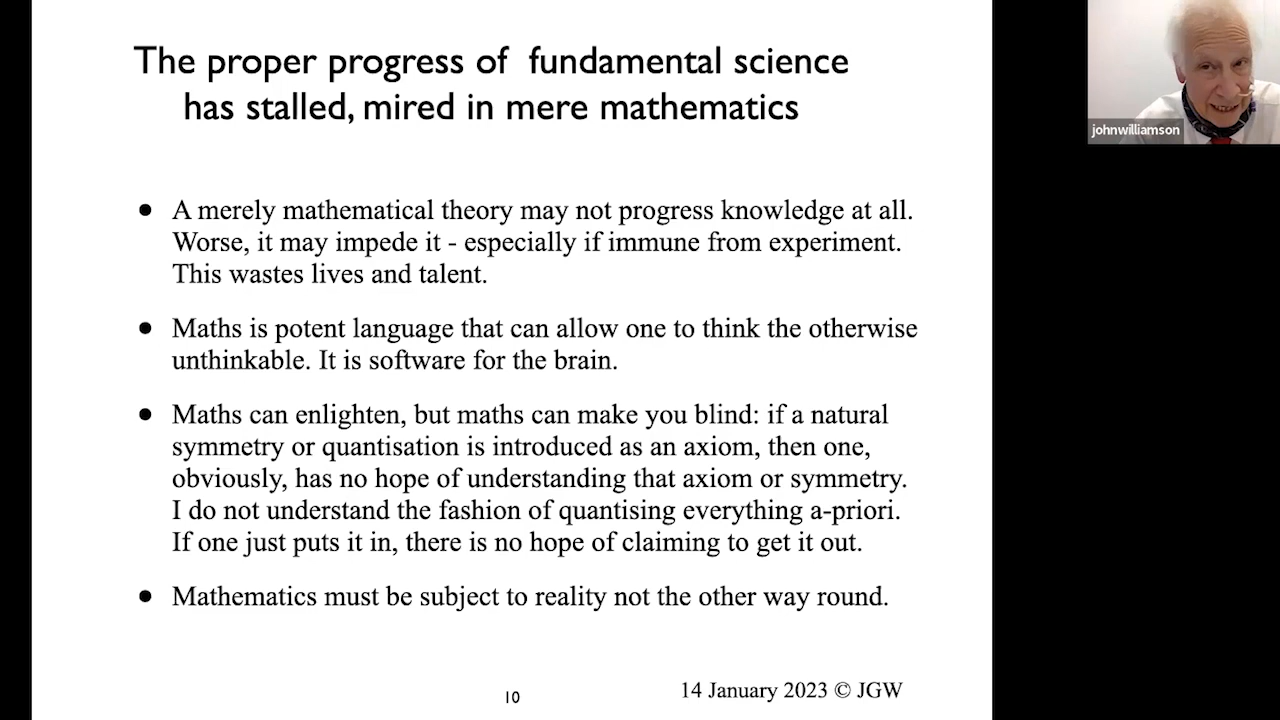 The proper progress of fundamental science
has stalled, mired in mere mathematics
johnwilliamson
• A merely mathematical theory may not progress knowledge at all.
Worse, it may impede it - especially if immune from experiment.
This wastes lives and talent.
• Maths is potent language that can allow one to think the otherwise
unthinkable. It is software for the brain.
• Maths can enlighten, but maths can make you blind: if a natural
symmetry or quantisation is introduced as an axiom, then one,
obviously, has no hope of understanding that axiom or symmetry.
I do not understand the fashion of quantising everything a-priori.
If one just puts it in, there is no hope of claiming to get it out.
• Mathematics must be subject to reality not the other way round.
10
14 January 2023 © JGW